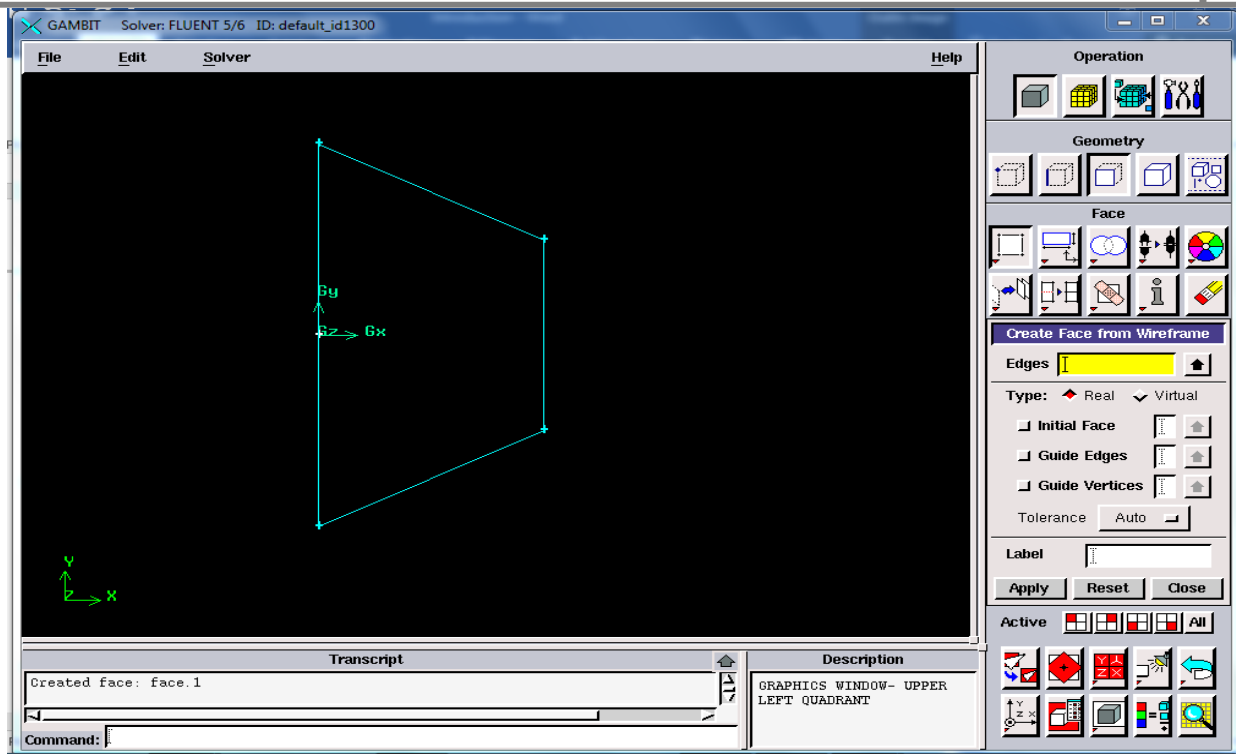 GAMBIT Solver: FLUENT 5/6 ID: default_id1300
File Edit Solver Help
Operation
Geometry
Face
Gy
Gz Gx
Create Face from Wireframe
Edges
Type: Real Virtual
Initial Face
Guide Edges
Guide Vertices
Tolerance Auto
Label
Apply Reset Close
Y
Z X
Active All
Transcript
Created face: face.1
Command:
Description
GRAPHICS WINDOW- UPPER
LEFT QUADRANT